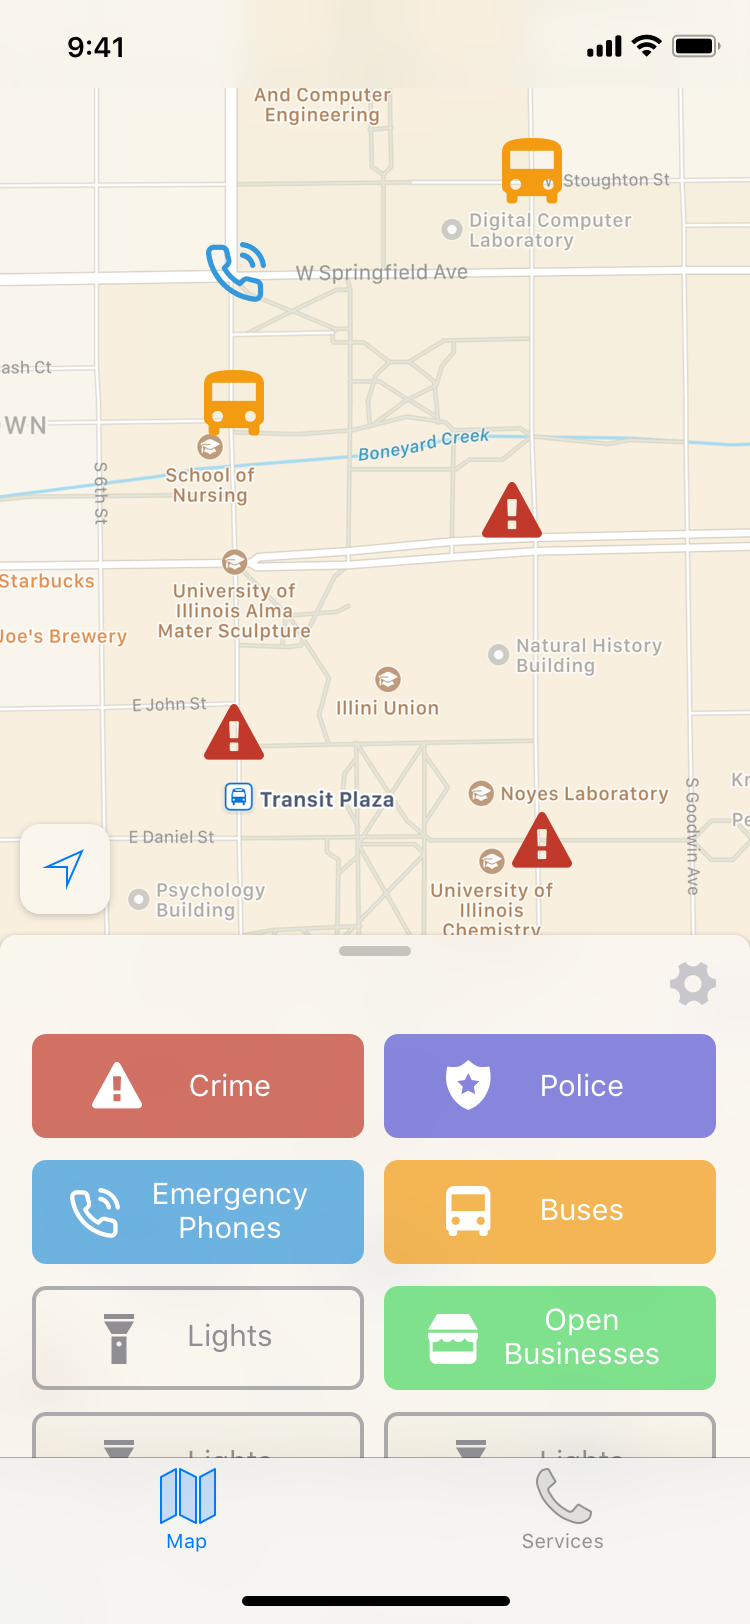 9:41
And Computer
Engineering
W Stoughton St
Digital Computer
Laboratory
W Springfield Ave
ash Ct
WN
Boneyard Creek
School of
Nursing
S 6th St
University of
Illinois Alma
Mater Sculpture
Starbucks
Joe's Brewery
Natural History
Building
Illini Union
E John St
Transit Plaza
Noyes Laboratory
Kr
Pe
S Goodwin Ave
E Daniel St
Psychology
Building
University of
Illinois
Chemistry
Crime
Police
Emergency
Phones
Buses
Lights
Open
Businesses
Lights
Lights
Map
Services